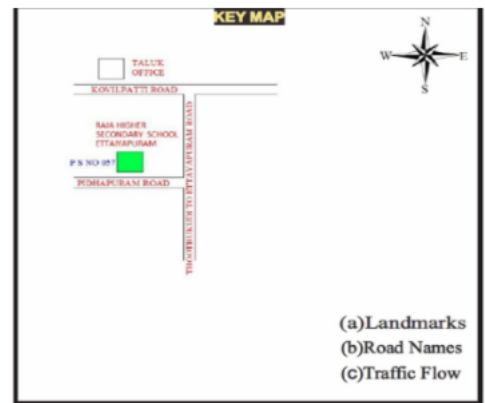 KEY MAP
N
W
E
S
TALUK
OFFICE
KOVILPATTI ROAD
RAJA HIGHER
SECONDARY SCHOOL
ETTAYAPURAM
P S NO 057
PIDHAPURAM ROAD
THOOTHUKUDI TO ETTAYAPURAM ROAD
(a)Landmarks
(b)Road Names
(c)Traffic Flow